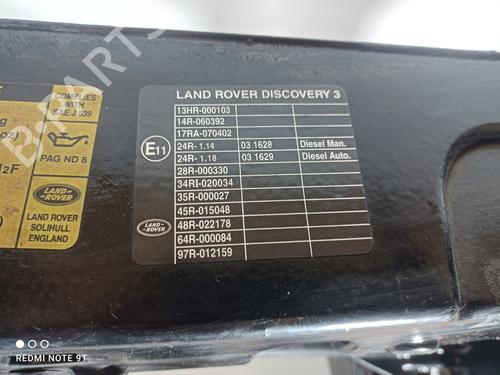 LAND ROVER DISCOVERY 3
13HR-000103
14R-060392
17RA-070402
24R- 1.14 03 1628 Diesel Man.
24R- 1.18 03 1629 Diesel Auto.
28R-000330
34RI-020034
35R-000027
45R-015048
48R-022178
64R-000084
97R-012159
E11
LAND-
-ROVER
COMPLIES
WITH
SAE J 639
PAG ND 8
LAND-
-ROVER
LAND ROVER
SOLIHULL
ENGLAND
B-PARTS
REDMI NOTE 9T